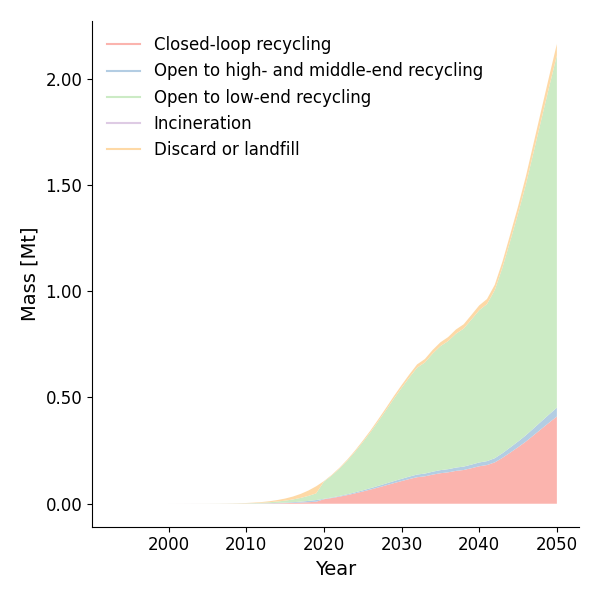 Closed-loop recycling
Open to high- and middle-end recycling
Open to low-end recycling
Incineration
Discard or landfill
2.00
1.50
1.00
0.50
0.00
Mass [Mt]
2000 2010 2020 2030 2040 2050
Year